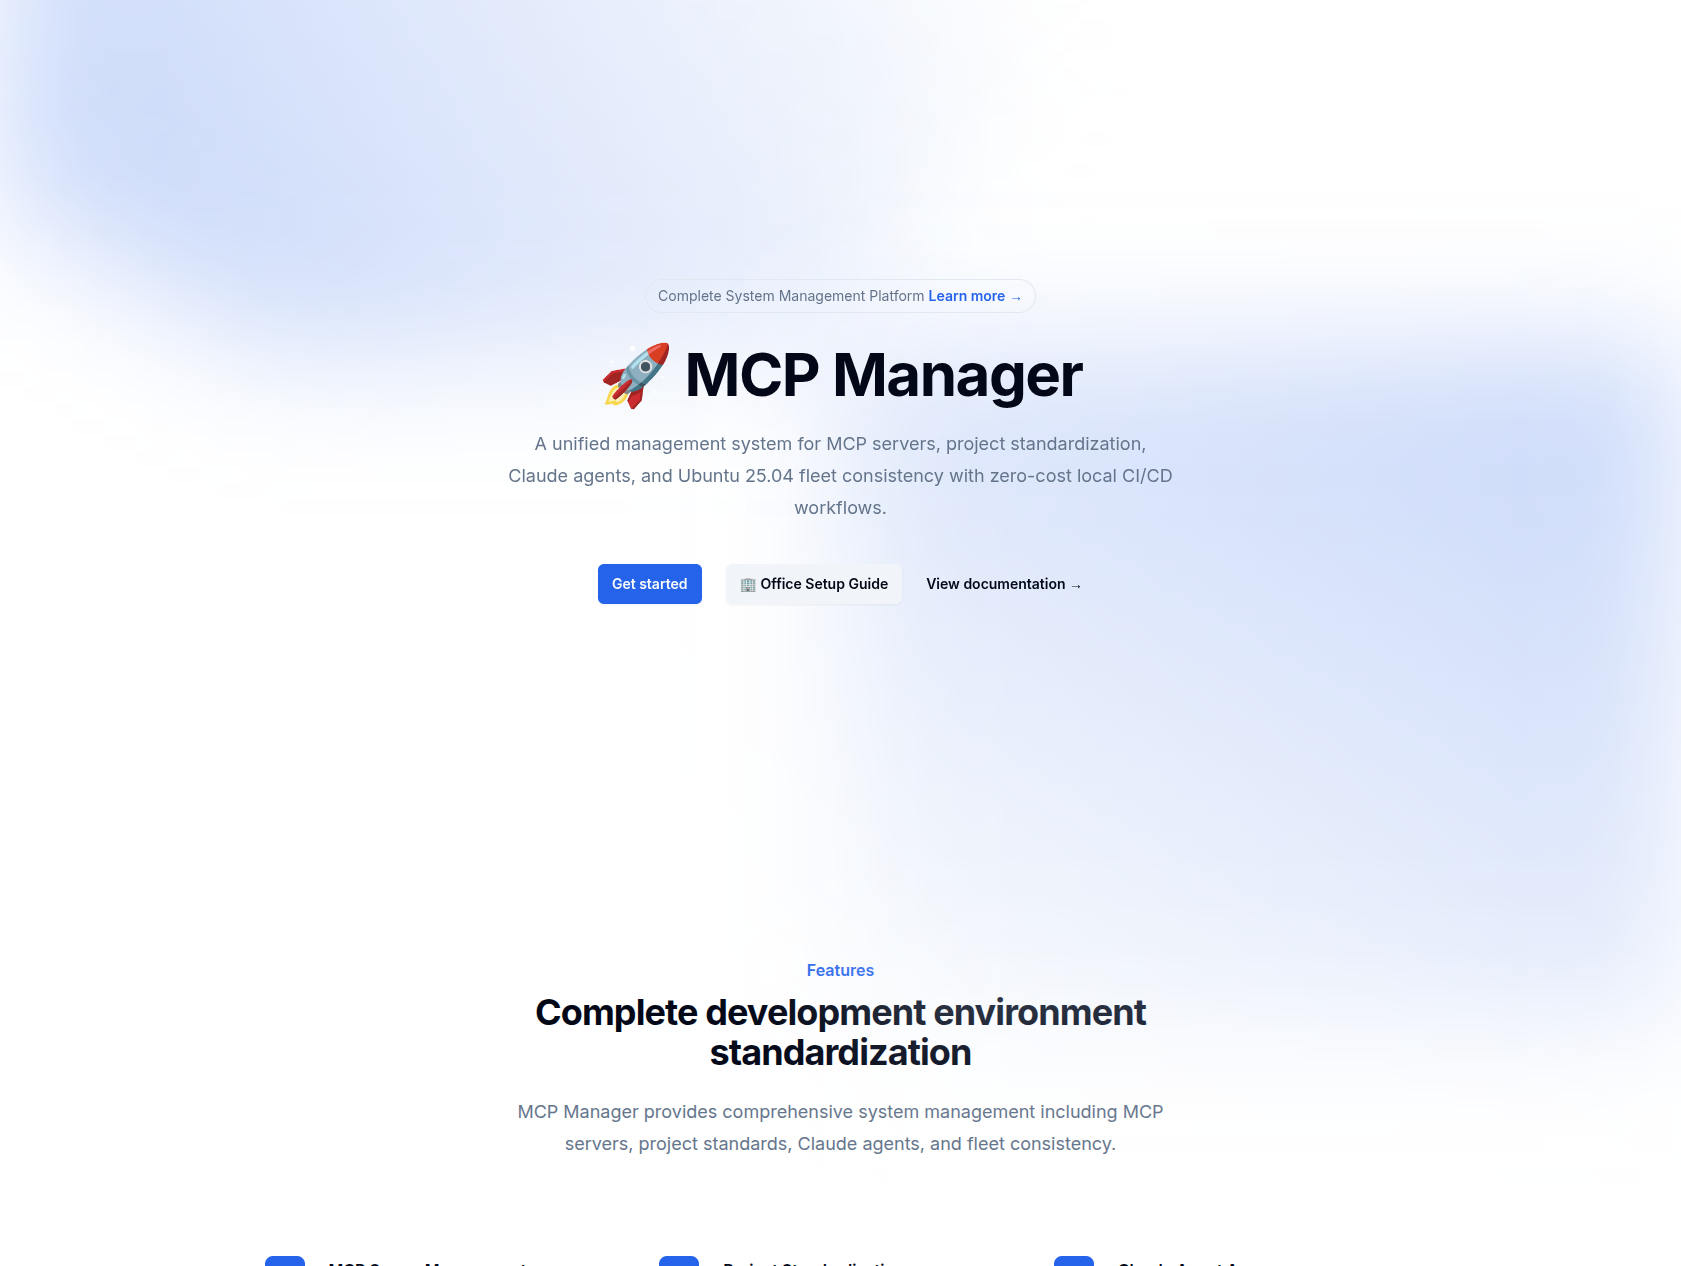 Complete System Management Platform Learn more →
🚀 MCP Manager
A unified management system for MCP servers, project standardization,
Claude agents, and Ubuntu 25.04 fleet consistency with zero-cost local CI/CD
workflows.
Get started
🏢 Office Setup Guide
View documentation →
Features
Complete development environment
standardization
MCP Manager provides comprehensive system management including MCP
servers, project standards, Claude agents, and fleet consistency.